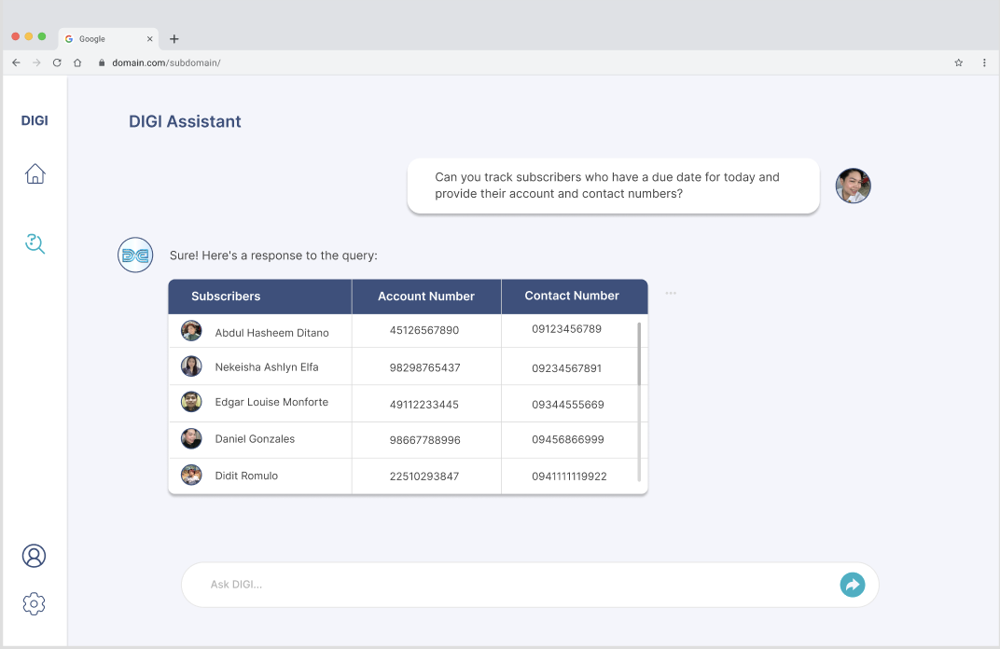 Google
domain.com/subdomain/
DIGI
DIGI Assistant
Can you track subscribers who have a due date for today and
provide their account and contact numbers?
Sure! Here's a response to the query:
Subscribers Account Number Contact Number
Abdul Hasheem Ditano 45126567890 09123456789
Nekeisha Ashlyn Elfa 98298765437 09234567891
Edgar Louise Monforte 49112233445 09344555669
Daniel Gonzales 98667788996 09456866999
Didit Romulo 22510293847 0941111119922
Ask DIGI...